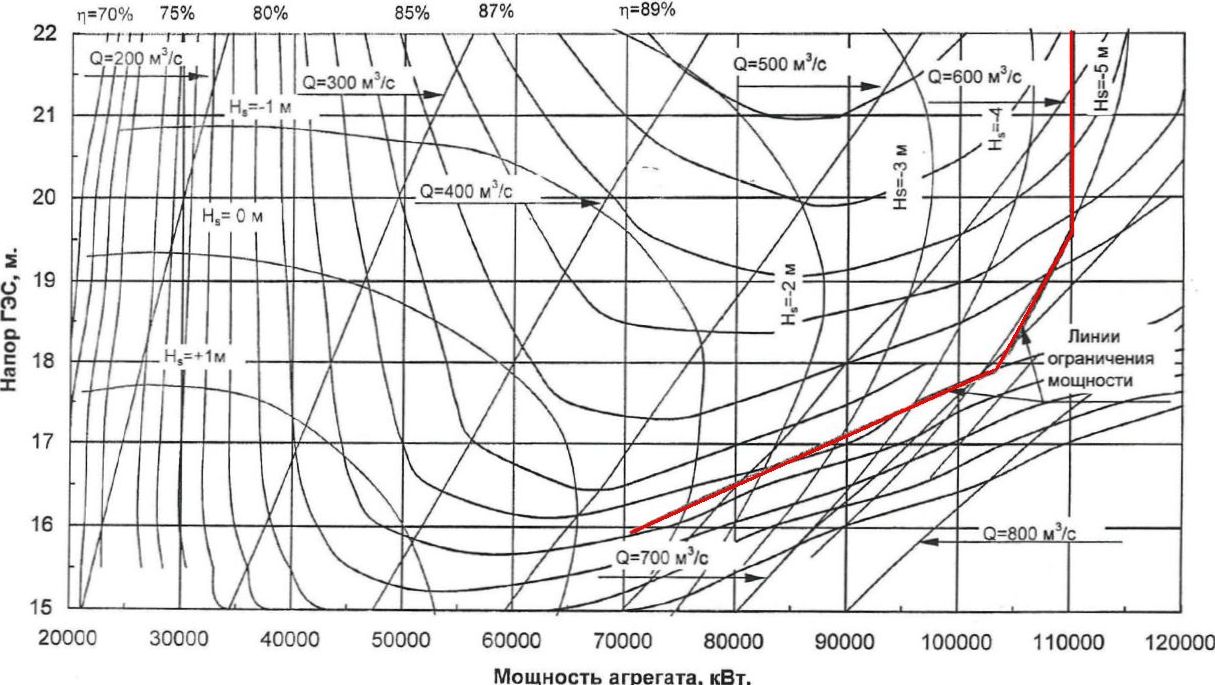 η=70% 75% 80% 85% 87% η=89%
22
21
20
19
18
17
16
15
Напор ГЭС, м.
Q=200 м³/с
Q=300 м³/с
Q=500 м³/с
Q=600 м³/с
Hs=-5 м
Hs=-1 м
Hs=-4
Hs=-3 м
Q=400 м³/с
Hs= 0 м
Hs=-2 м
Hs=+1м
Линии
ограничения
мощности
Q=700 м³/с
Q=800 м³/с
20000 30000 40000 50000 60000 70000 80000 90000 100000 110000 120000
Мощность агрегата, кВт.